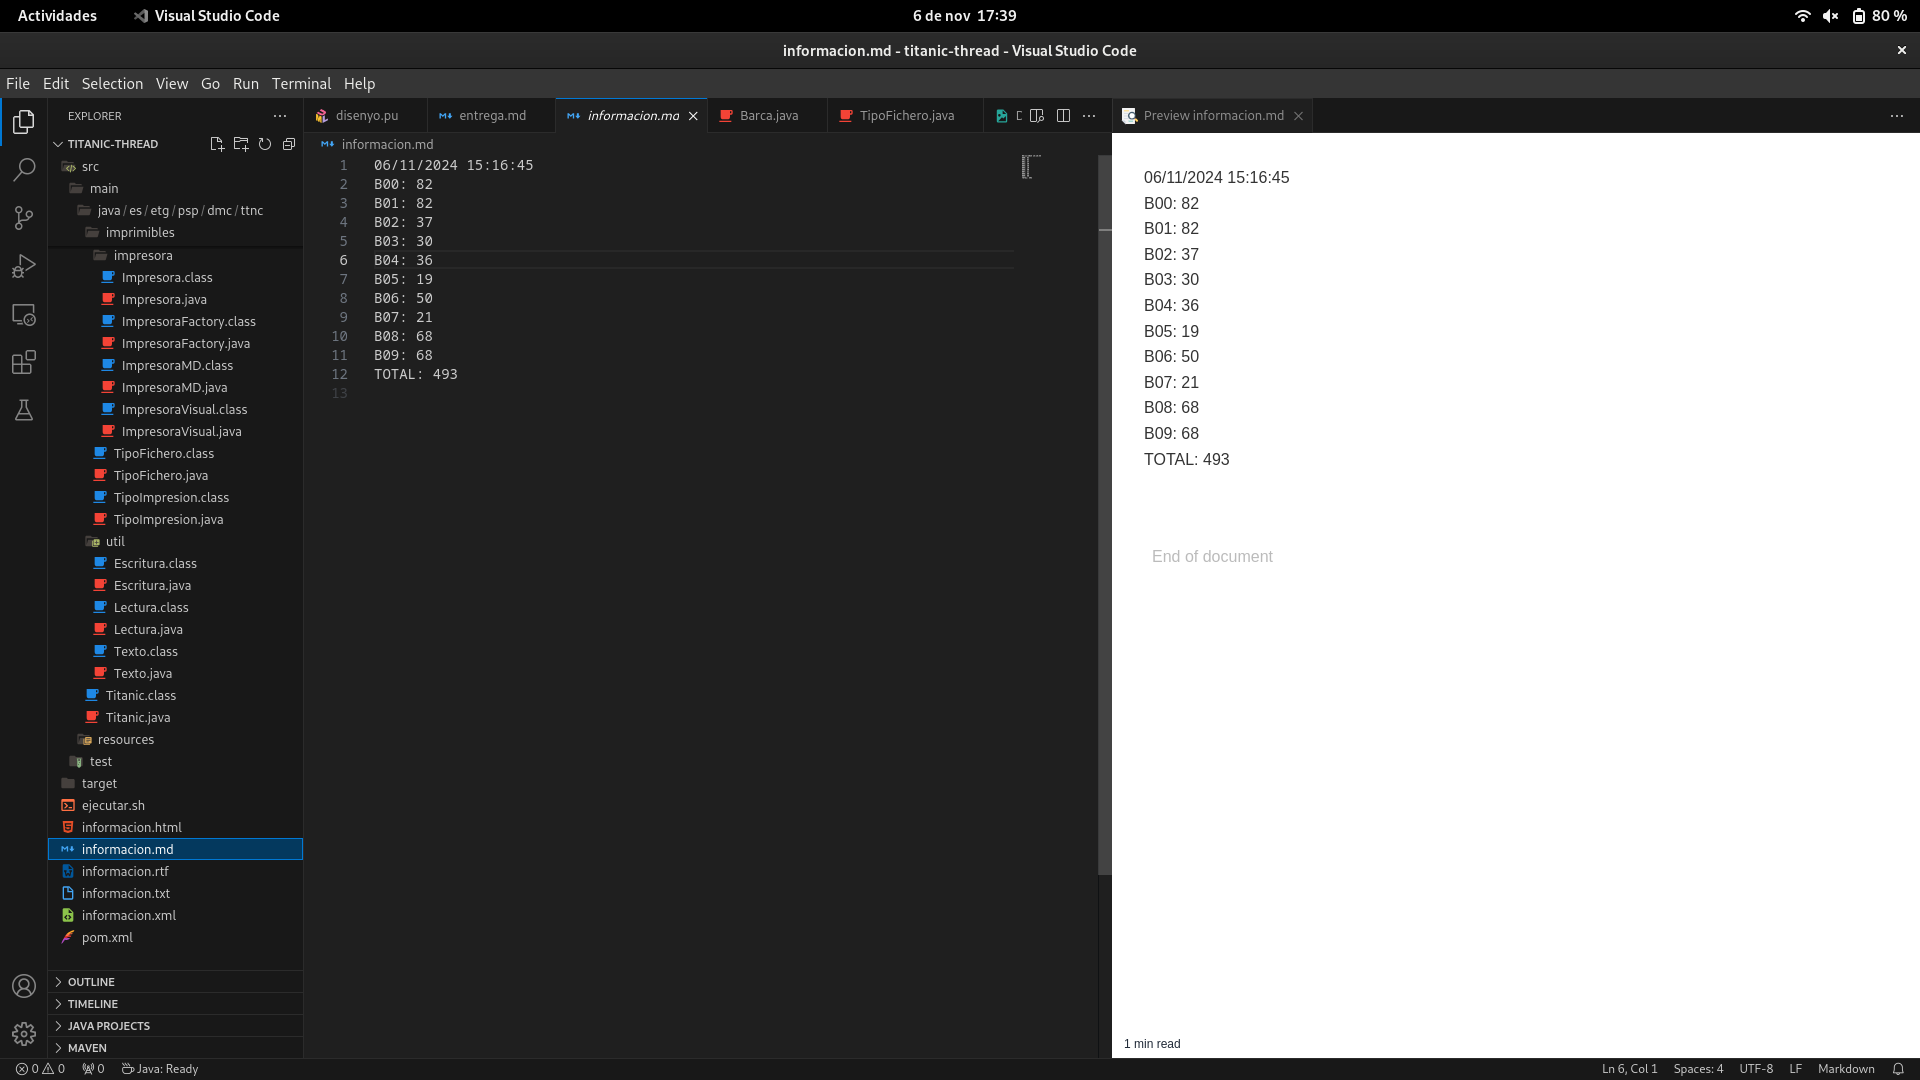 Actividades
Visual Studio Code
6 de nov 17:39
80 %
informacion.md - titanic-thread - Visual Studio Code
File Edit Selection View Go Run Terminal Help
EXPLORER
TITANIC-THREAD
src
main
java / es / etg / psp / dmc / ttnc
imprimibles
impresora
Impresora.class
Impresora.java
ImpresoraFactory.class
ImpresoraFactory.java
ImpresoraMD.class
ImpresoraMD.java
ImpresoraVisual.class
ImpresoraVisual.java
TipoFichero.class
TipoFichero.java
TipoImpresion.class
TipoImpresion.java
util
Escritura.class
Escritura.java
Lectura.class
Lectura.java
Texto.class
Texto.java
Titanic.class
Titanic.java
resources
test
target
ejecutar.sh
informacion.html
informacion.md
informacion.rtf
informacion.txt
informacion.xml
pom.xml
OUTLINE
TIMELINE
JAVA PROJECTS
MAVEN
disenyo.pu
entrega.md
informacion.md
Barca.java
TipoFichero.java
informacion.md
1 06/11/2024 15:16:45
2 B00: 82
3 B01: 82
4 B02: 37
5 B03: 30
6 B04: 36
7 B05: 19
8 B06: 50
9 B07: 21
10 B08: 68
11 B09: 68
12 TOTAL: 493
13
Preview informacion.md
06/11/2024 15:16:45
B00: 82
B01: 82
B02: 37
B03: 30
B04: 36
B05: 19
B06: 50
B07: 21
B08: 68
B09: 68
TOTAL: 493
End of document
1 min read
0 0 0 Java: Ready
Ln 6, Col 1 Spaces: 4 UTF-8 LF Markdown